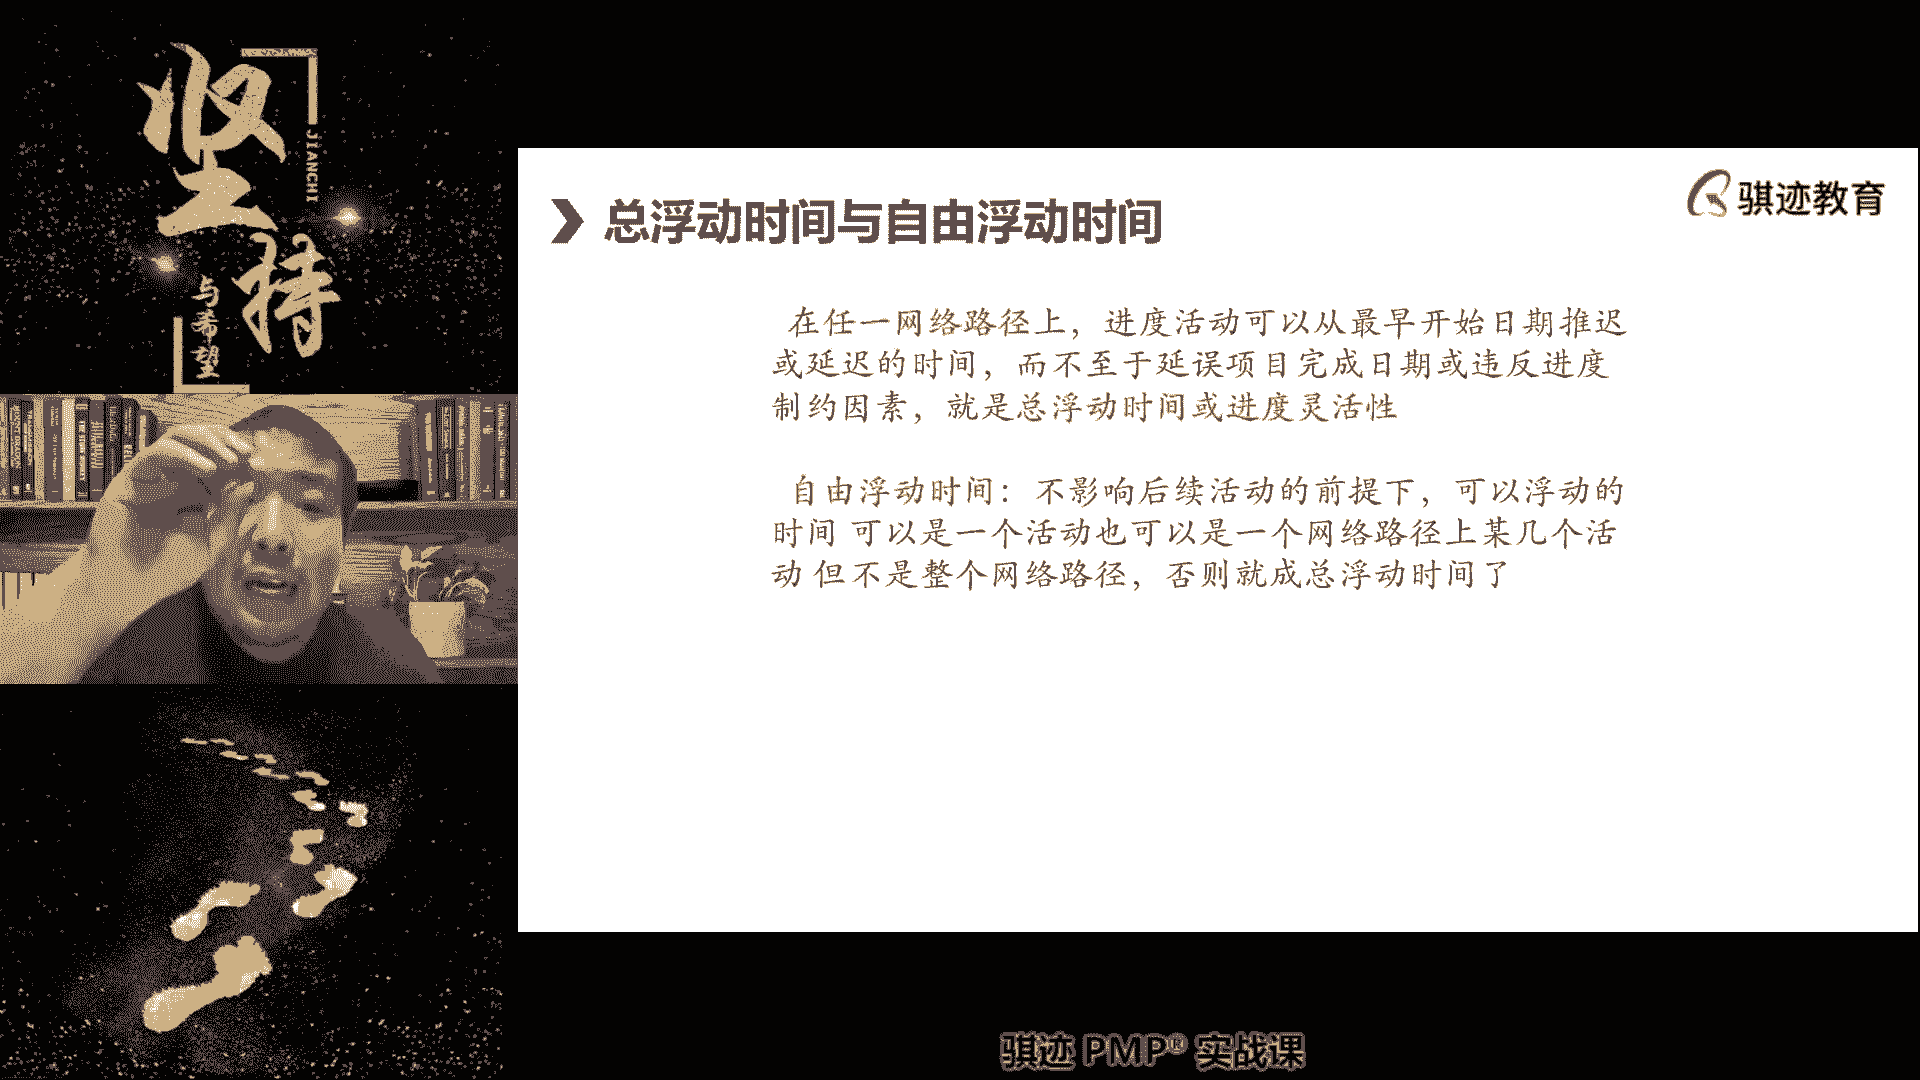 坚持
JIANCHI
与希望
骐迹教育
总浮动时间与自由浮动时间
在任一网络路径上，进度活动可以从最早开始日期推迟
或延迟的时间，而不至于延误项目完成日期或违反进度
制约因素，就是总浮动时间或进度灵活性
自由浮动时间：不影响后续活动的前提下，可以浮动的
时间 可以是一个活动也可以是一个网络路径上某几个活
动 但不是整个网络路径，否则就成总浮动时间了
骐迹 PMP® 实战课